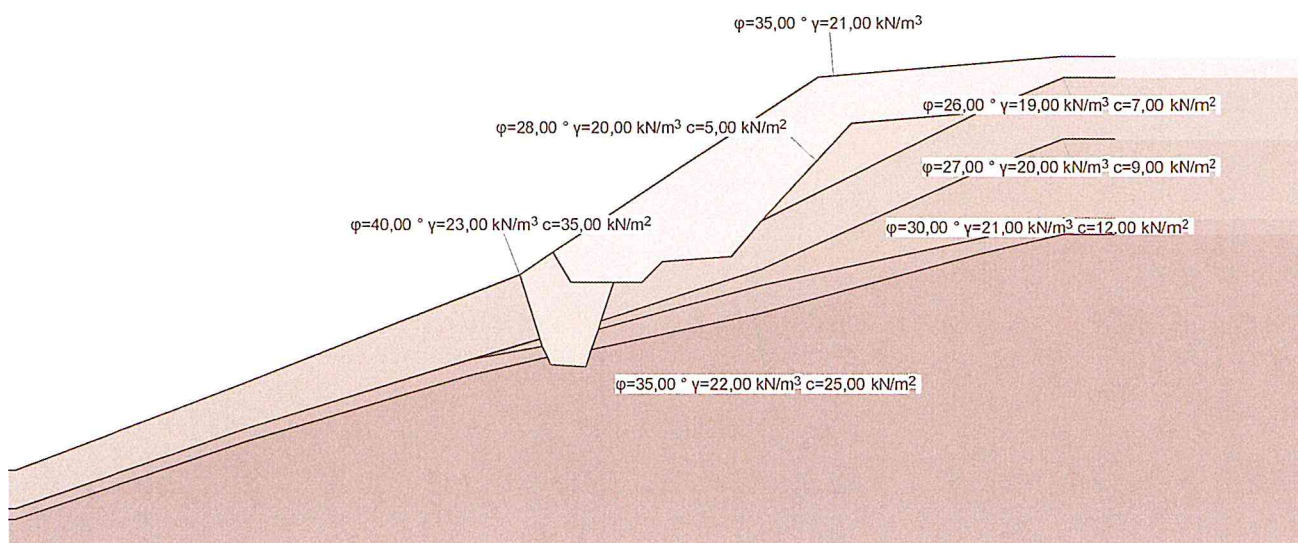 φ=35,00 ° γ=21,00 kN/m³
φ=26,00 ° γ=19,00 kN/m³ c=7,00 kN/m²
φ=28,00 ° γ=20,00 kN/m³ c=5,00 kN/m²
φ=27,00 ° γ=20,00 kN/m³ c=9,00 kN/m²
φ=40,00 ° γ=23,00 kN/m³ c=35,00 kN/m²
φ=30,00 ° γ=21,00 kN/m³ c=12,00 kN/m²
φ=35,00 ° γ=22,00 kN/m³ c=25,00 kN/m²